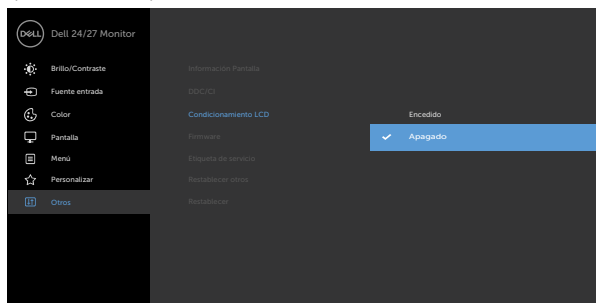 DELL
Dell 24/27 Monitor
Brillo/Contraste
Fuente entrada
Color
Pantalla
Menú
Personalizar
Otros
Información Pantalla
DDC/CI
Condicionamiento LCD
Firmware
Etiqueta de servicio
Restablecer otros
Restablecer
Encedido
Apagado